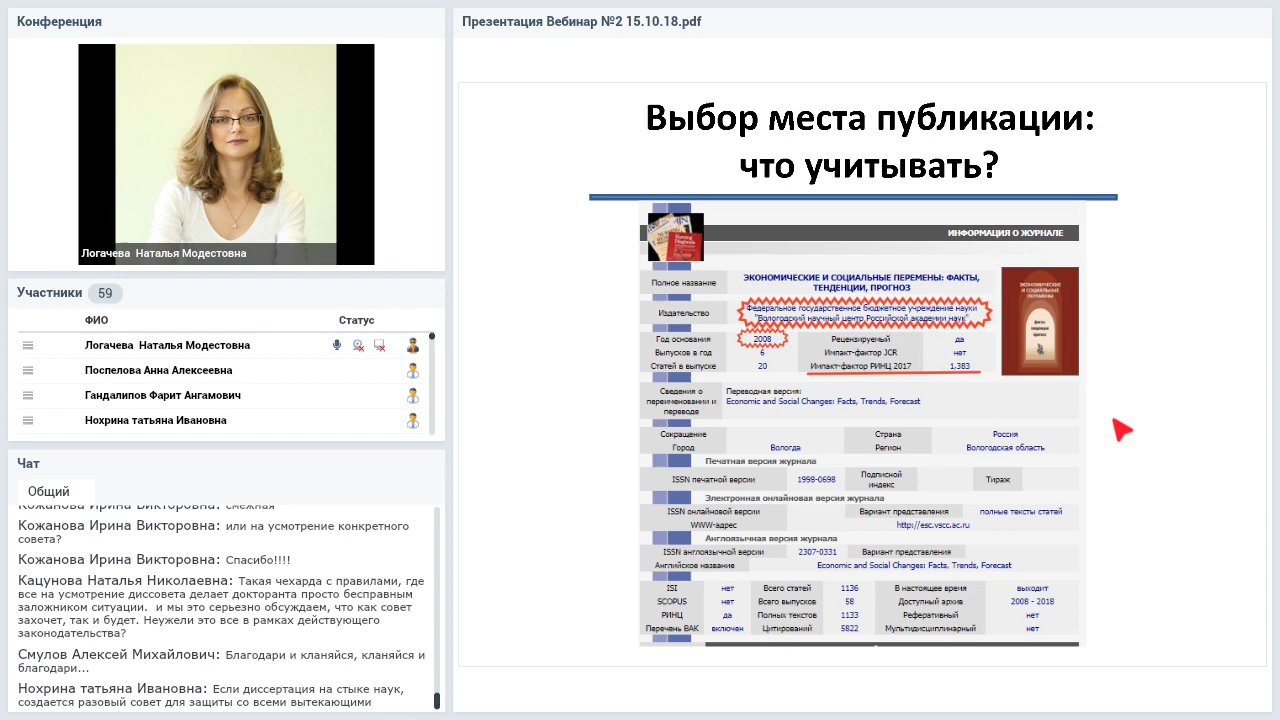 Конференция
Логачева Наталья Модестовна
Участники 59
ФИО Статус
Логачева Наталья Модестовна
Поспелова Анна Алексеевна
Гандалипов Фарит Ангамович
Нохрина татьяна Ивановна
Чат
Общий
Кожанова Ирина Викторовна: смежная
Кожанова Ирина Викторовна: или на усмотрение конкретного
совета?
Кожанова Ирина Викторовна: Спасибо!!!!
Кацунова Наталья Николаевна: Такая чехарда с правилами, где
все на усмотрение диссовета делает докторанта просто бесправным
заложником ситуации. и мы это серьезно обсуждаем, что как совет
захочет, так и будет. Неужели это все в рамках действующего
законодательства?
Смулов Алексей Михайлович: Благодари и кланяйся, кланяйся и
благодари...
Нохрина татьяна Ивановна: Если диссертация на стыке наук,
создается разовый совет для защиты со всеми вытекающими
Презентация Вебинар №2 15.10.18.pdf
Выбор места публикации:
что учитывать?
ИНФОРМАЦИЯ О ЖУРНАЛЕ
Полное название ЭКОНОМИЧЕСКИЕ И СОЦИАЛЬНЫЕ ПЕРЕМЕНЫ: ФАКТЫ,
ТЕНДЕНЦИИ, ПРОГНОЗ
Издательство Федеральное государственное бюджетное учреждение науки
"Вологодский научный центр Российской академии наук"
ЭКОНОМИЧЕСКИЕ
И СОЦИАЛЬНЫЕ
ПЕРЕМЕНЫ
факты
тенденции
прогноз
Год основания 2008 Рецензируемый да
Выпусков в год 6 Импакт-фактор JCR нет
Статей в выпуске 20 Импакт-фактор РИНЦ 2017 1,383
Сведения о
переименовании и
переводе
Переводная версия:
Economic and Social Changes: Facts, Trends, Forecast
Сокращение Страна Россия
Город Вологда Регион Вологодская область
Печатная версия журнала
ISSN печатной версии 1998-0698 Подписной
индекс Тираж
Электронная онлайновая версия журнала
ISSN онлайновой версии Вариант представления полные тексты статей
WWW-адрес http://esc.vscc.ac.ru
Англоязычная версия журнала
ISSN англоязычной версии 2307-0331 Вариант представления
Английское название Economic and Social Changes: Facts, Trends, Forecast
ISI нет Всего статей 1136 В настоящее время выходит
SCOPUS нет Всего выпусков 58 Доступный архив 2008 - 2018
РИНЦ да Полных текстов 1133 Реферативный нет
Перечень ВАК включен Цитирований 5822 Мультидисциплинарный нет